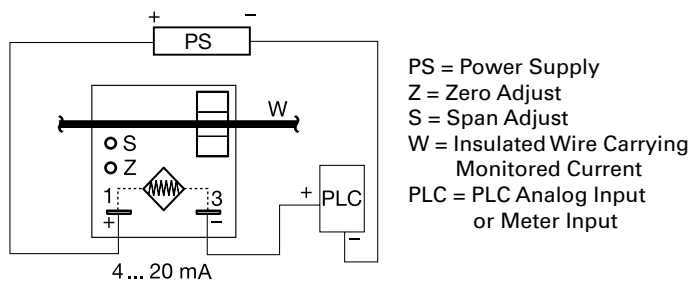 + −
PS
W
S
Z
1 3
+ −
+ PLC
−
4 ... 20 mA
PS = Power Supply
Z = Zero Adjust
S = Span Adjust
W = Insulated Wire Carrying
Monitored Current
PLC = PLC Analog Input
or Meter Input